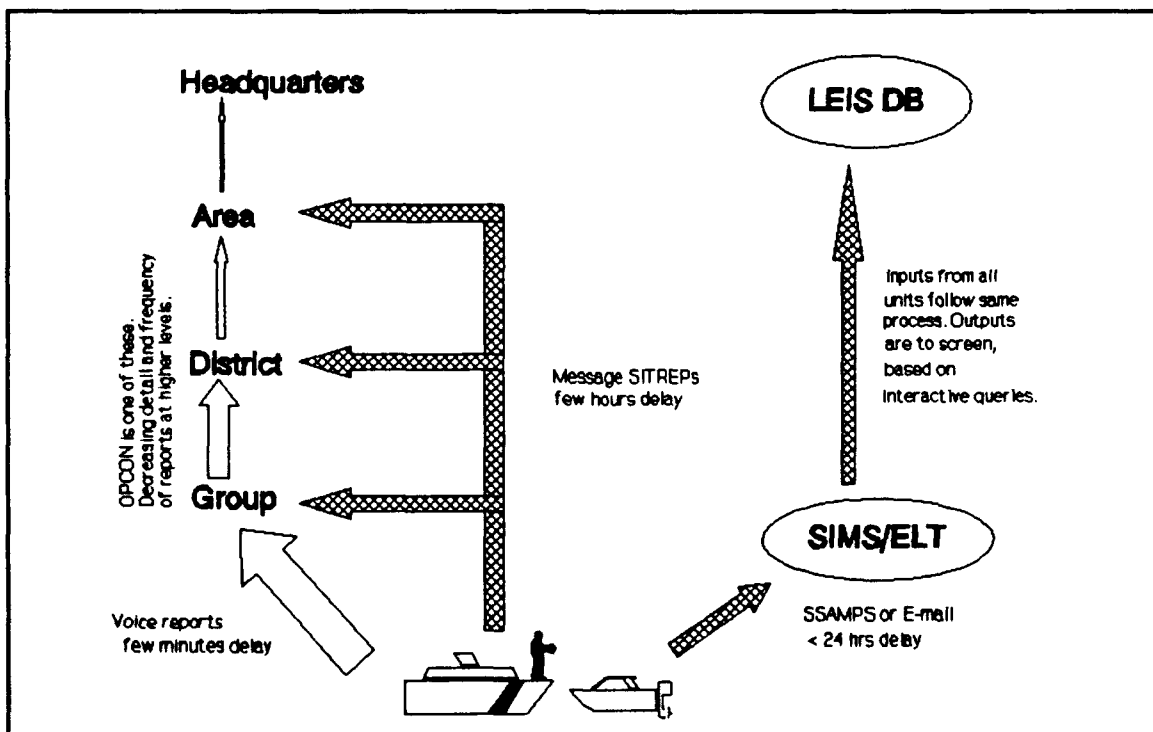 Headquarters
Area
District
Group
OPCON is one of these.
Decreasing detail and frequency
of reports at higher levels.
Voice reports
few minutes delay
Message SITREPs
few hours delay
LEIS DB
Inputs from all
units follow same
process. Outputs
are to screen,
based on
interactive queries.
SIMS/ELT
SSAMPS or E-mail
< 24 hrs delay